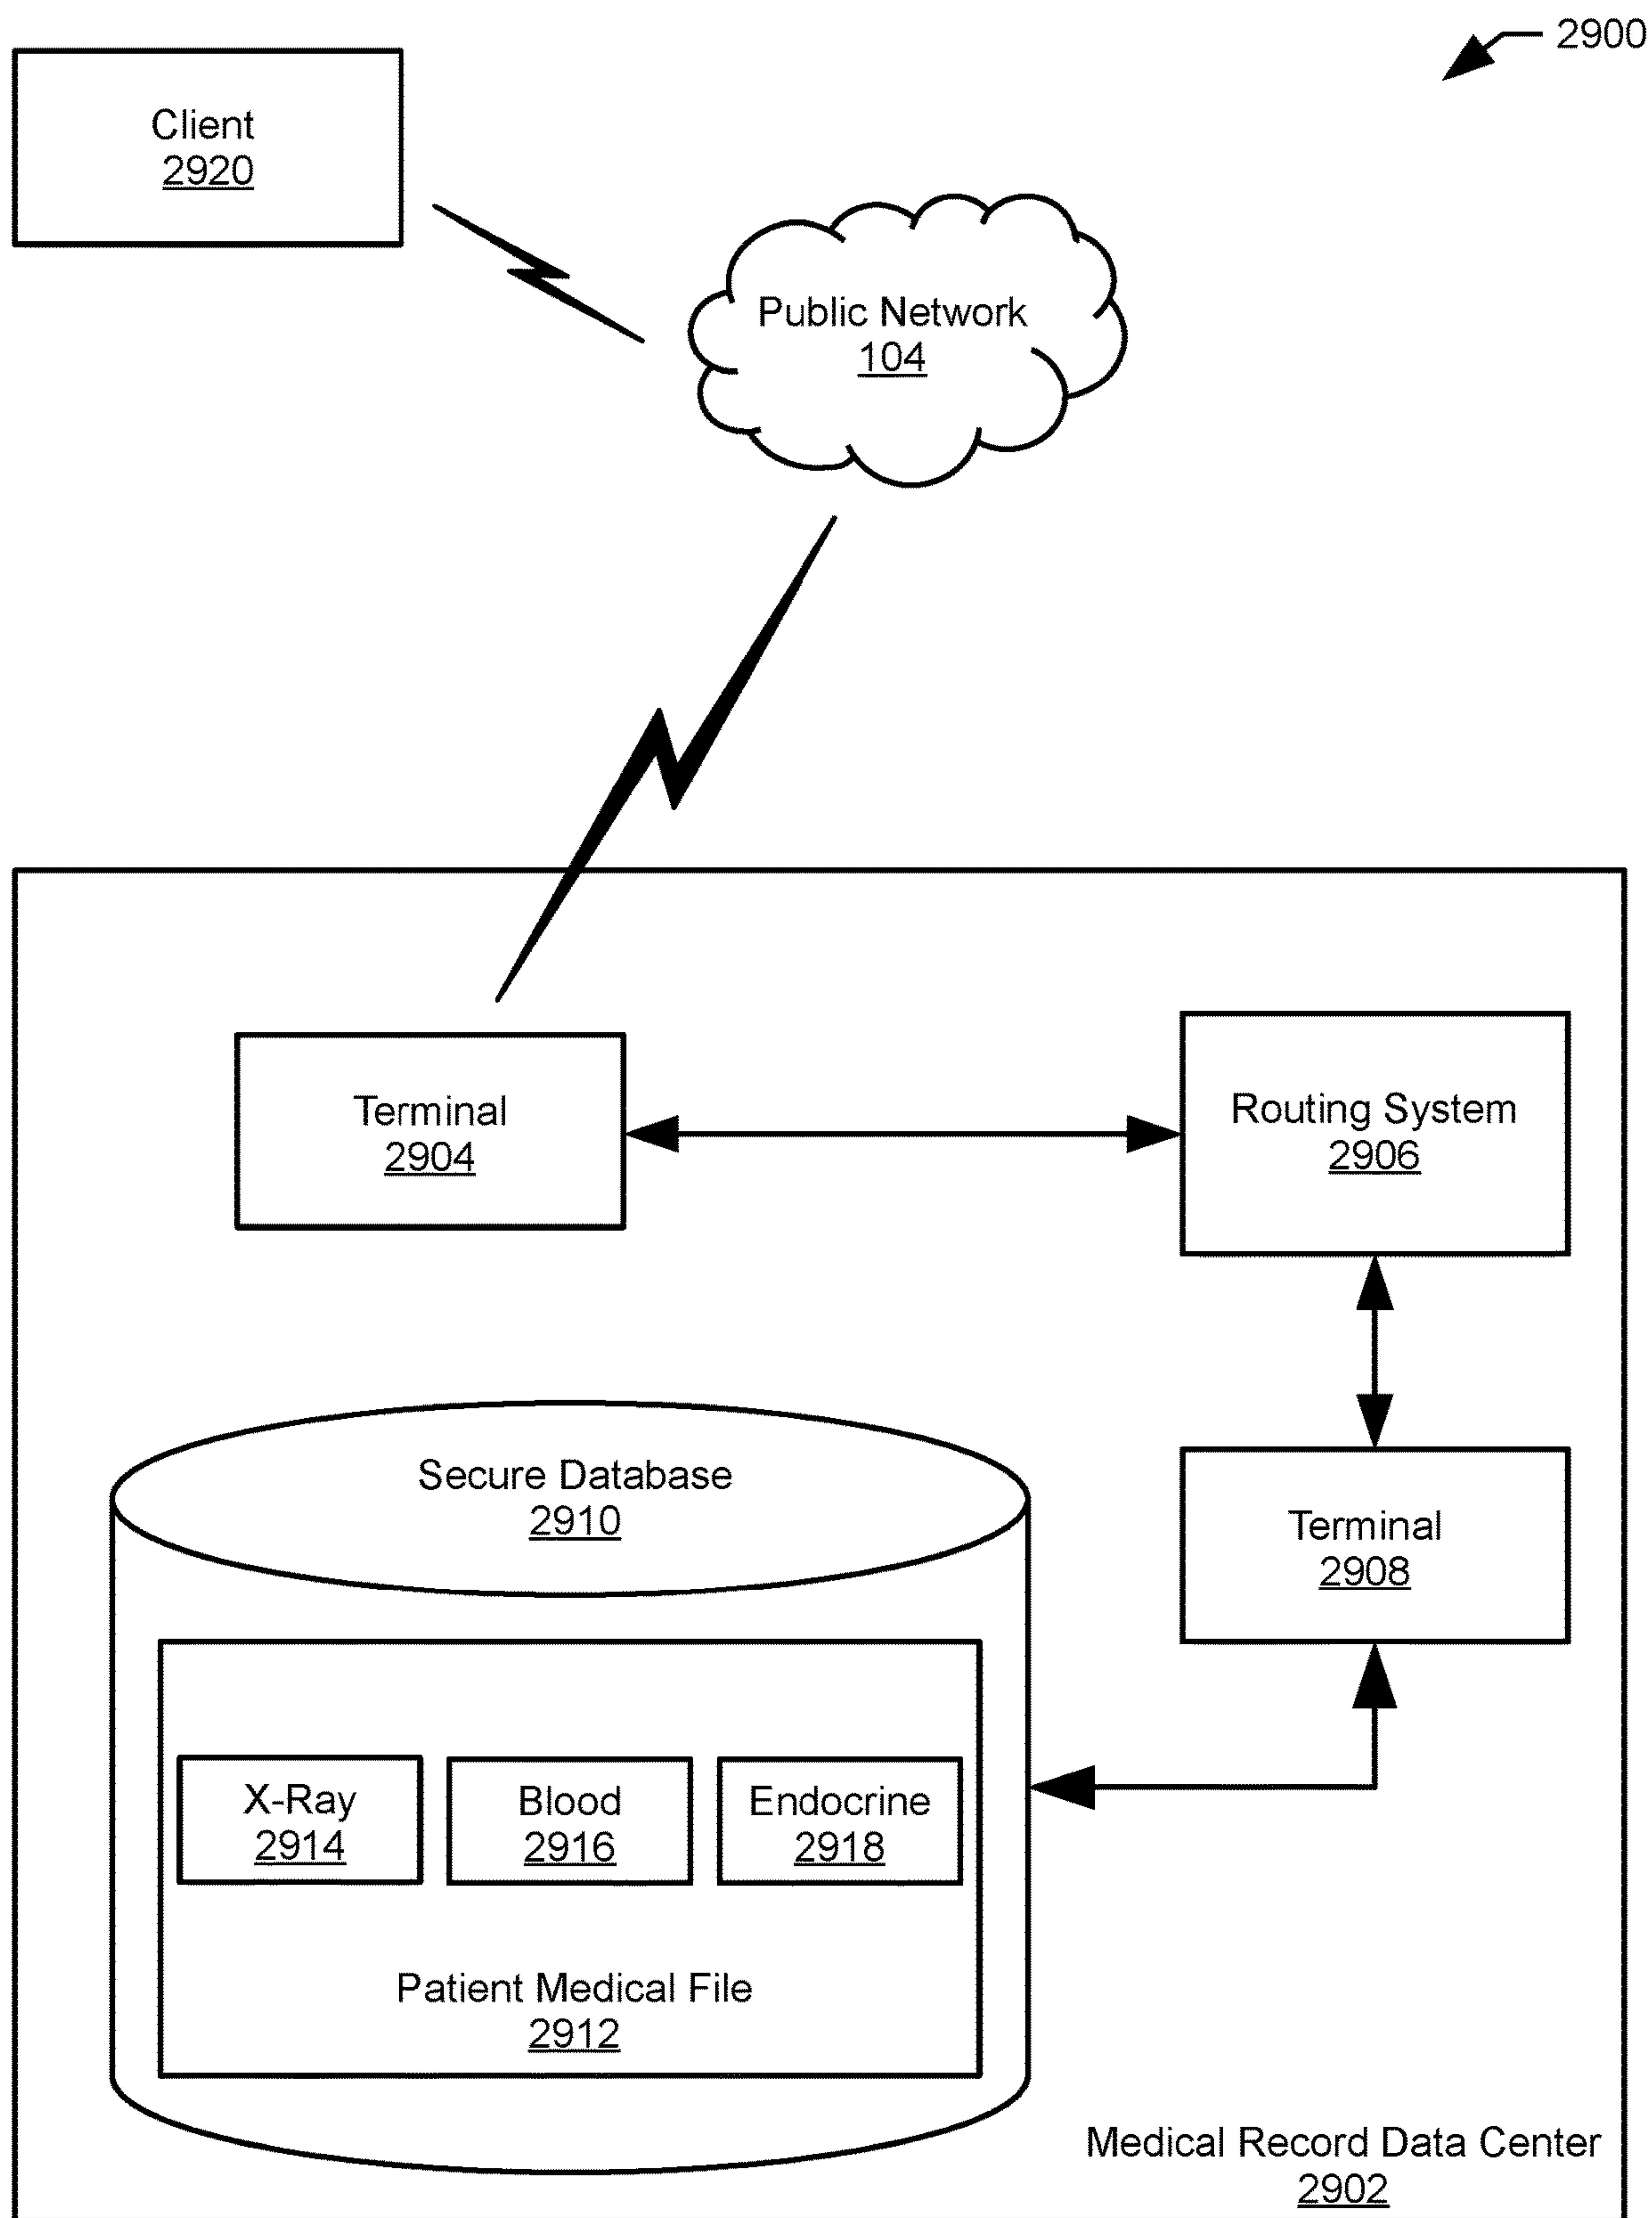 2900
Client
2920
Public Network
104
Terminal
2904
Routing System
2906
Secure Database
2910
Terminal
2908
X-Ray
2914
Blood
2916
Endocrine
2918
Patient Medical File
2912
Medical Record Data Center
2902